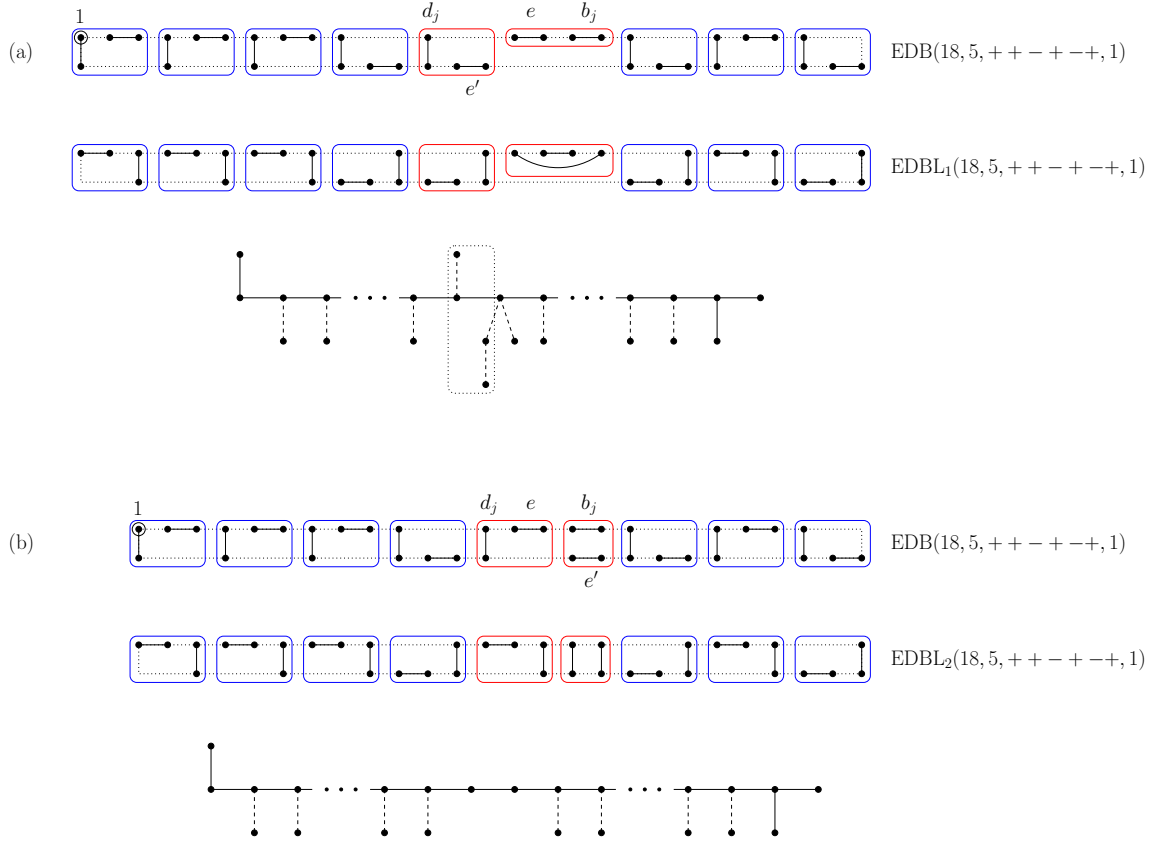 1 d_j e b_j
(a) EDB(18, 5, + + − + −+, 1)
e′
EDBL₁(18, 5, + + − + −+, 1)
1 d_j e b_j
(b) EDB(18, 5, + + − + −+, 1)
e′
EDBL₂(18, 5, + + − + −+, 1)